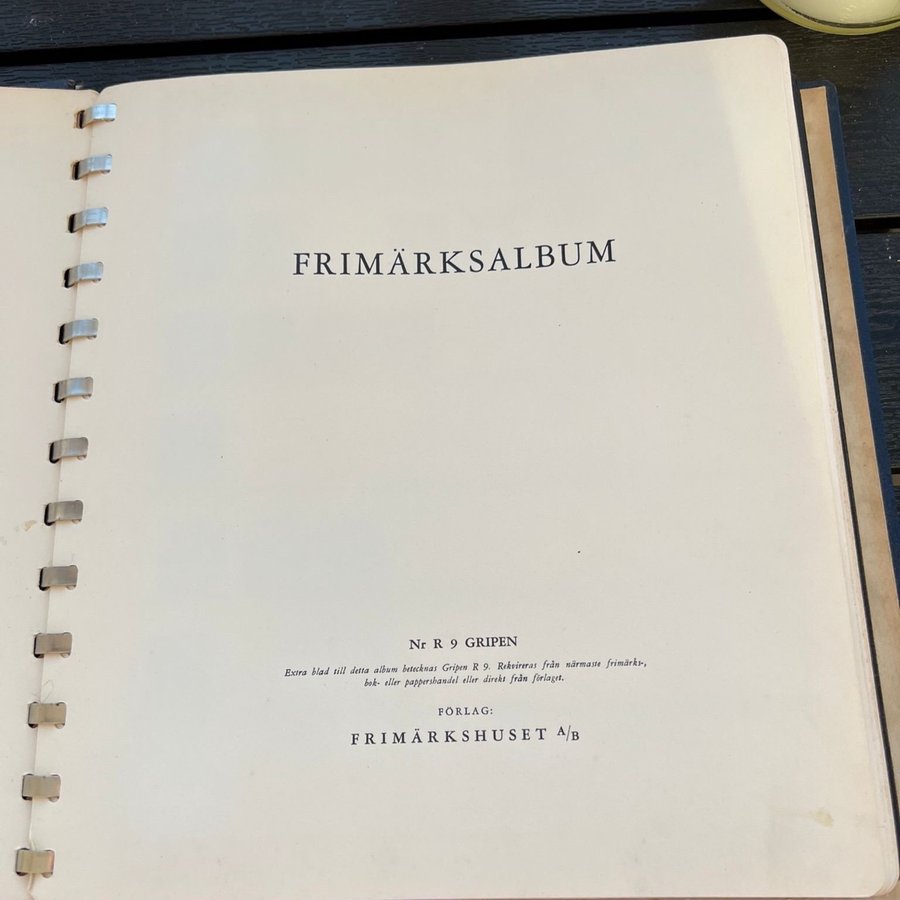 FRIMÄRKSALBUM
Nr R 9 GRIPEN
Extra blad till detta album betecknas Gripen R 9. Rekvireras från närmaste frimärks-,
bok- eller pappershandel eller direkt från förlaget.
FÖRLAG:
FRIMÄRKSHUSET A/B